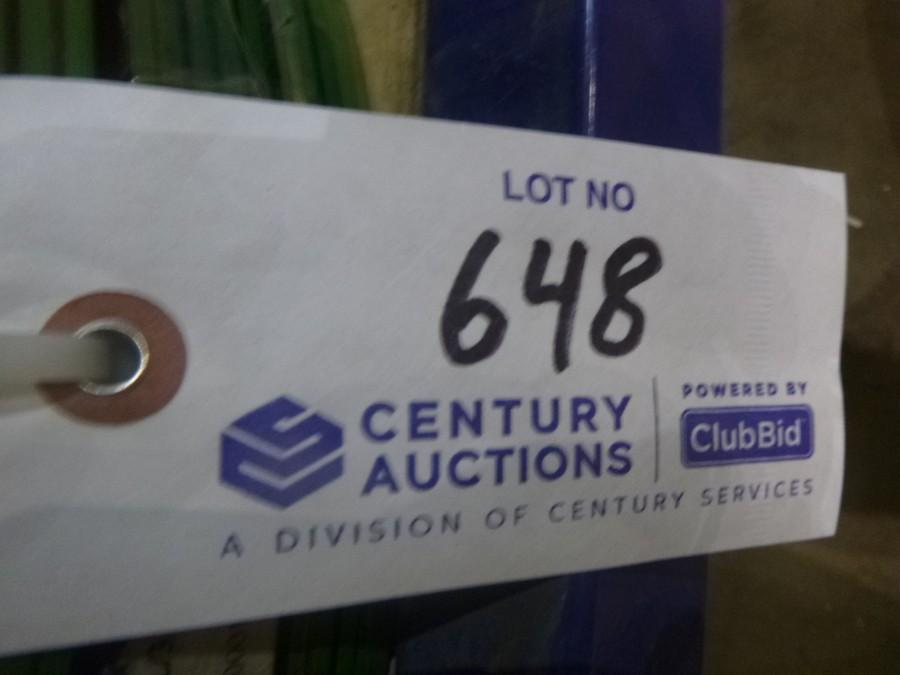 LOT NO
648
CENTURY
AUCTIONS
POWERED BY
ClubBid
A DIVISION OF CENTURY SERVICES